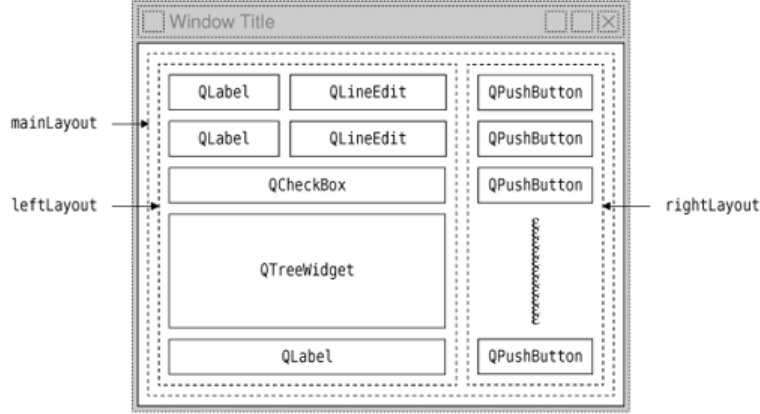 Window Title
QLabel QLineEdit QPushButton
mainLayout
QLabel QLineEdit QPushButton
QCheckBox QPushButton
leftLayout rightLayout
QTreeWidget
QLabel QPushButton